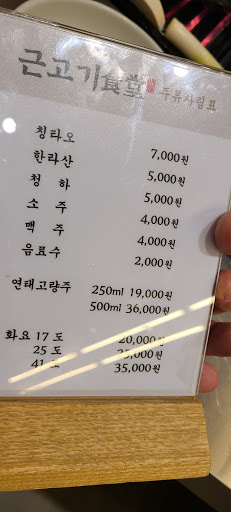 근고기食堂 주류차림표
칭타오 7,000원
한라산 5,000원
청하 5,000원
소주 4,000원
맥주 4,000원
음료수 2,000원
연태고량주 250ml 19,000원
500ml 36,000원
화요 17도 20,000원
25도
41도 35,000원